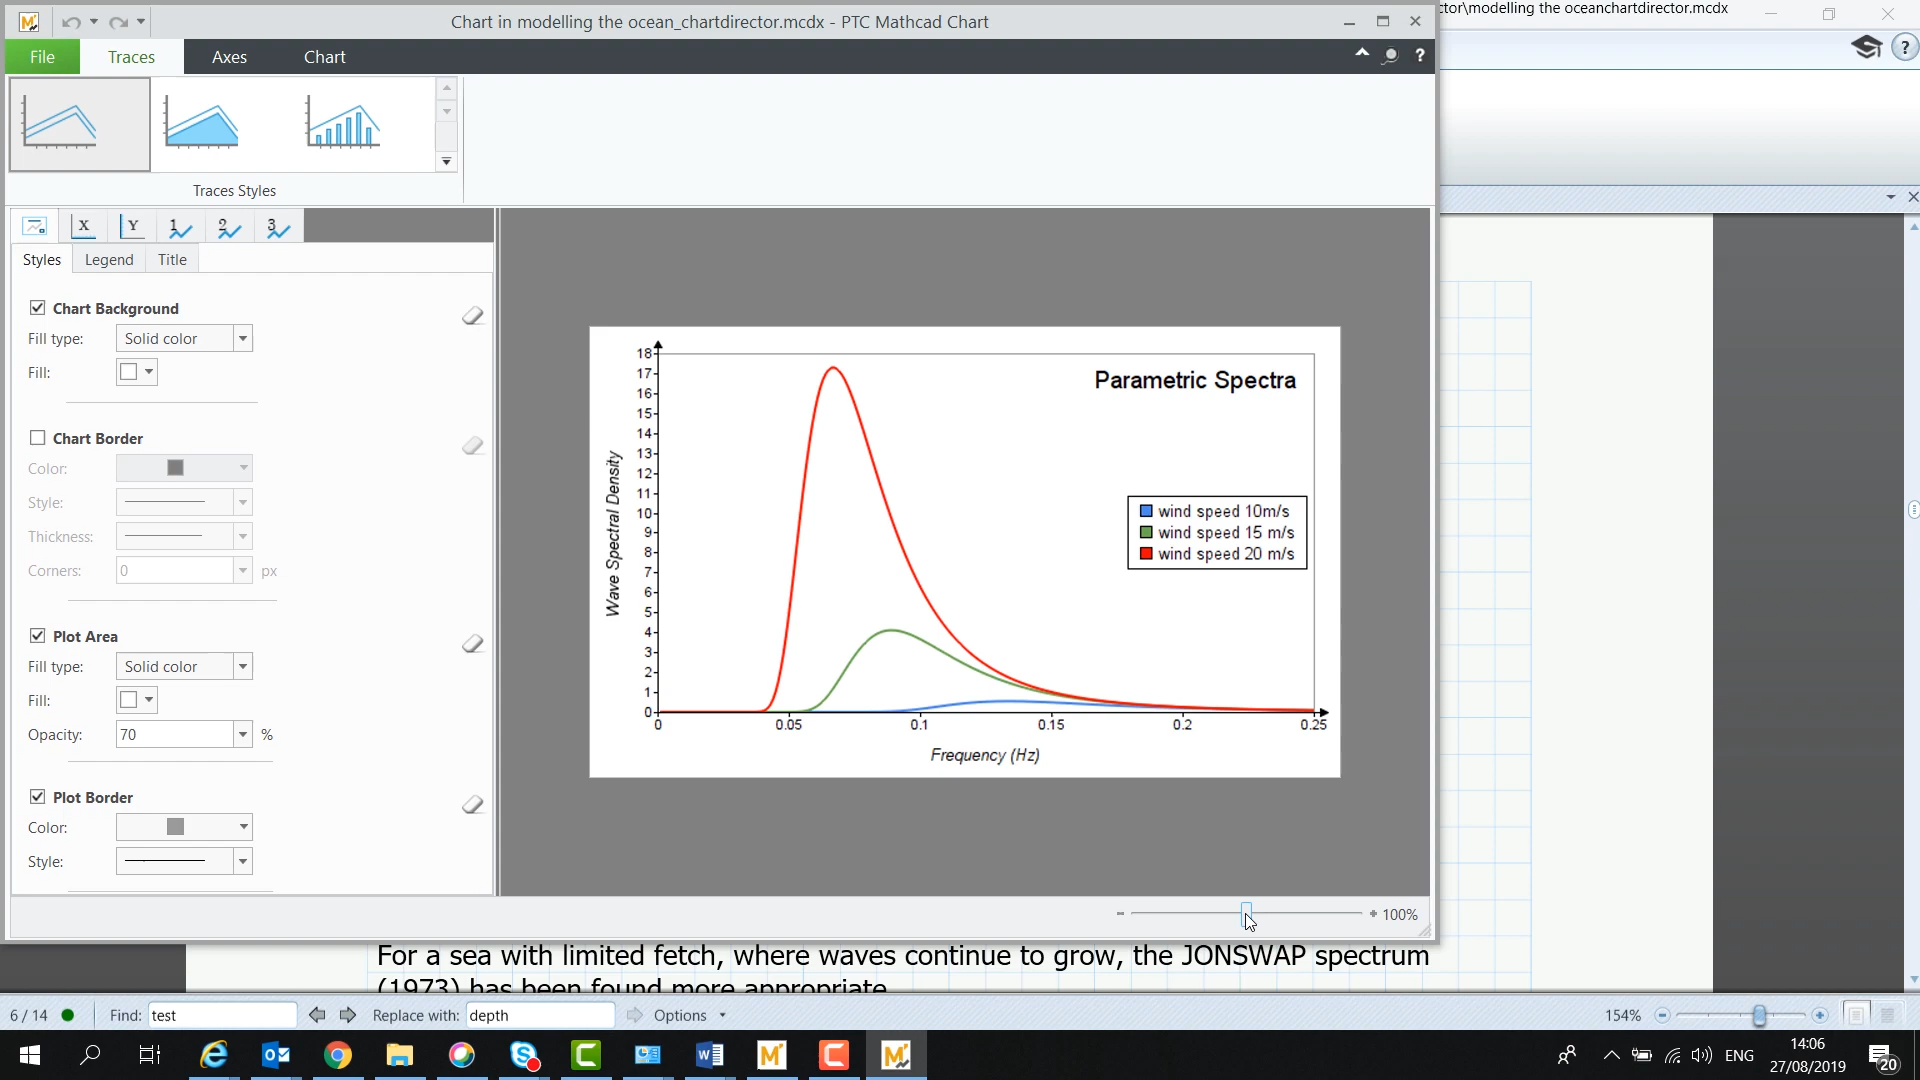 Chart in modelling the ocean_chartdirector.mcdx - PTC Mathcad Chart
tor\modelling the oceanchartdirector.mcdx
File
Traces
Axes
Chart
?
?
Traces Styles
X
Y
1
2
3
Styles
Legend
Title
Chart Background
Fill type:
Solid color
Fill:
Chart Border
Color:
Style:
Thickness:
Corners:
0
px
Plot Area
Fill type:
Solid color
Fill:
Opacity:
70
%
Plot Border
Color:
Style:
Parametric Spectra
Wave Spectral Density
18
17
16
15
14
13
12
11
10
9
8
7
6
5
4
3
2
1
0
wind speed 10m/s
wind speed 15 m/s
wind speed 20 m/s
0
0.05
0.1
0.15
0.2
0.25
Frequency (Hz)
100%
For a sea with limited fetch, where waves continue to grow, the JONSWAP spectrum
(1973) has been found more appropriate
6 / 14
Find:
test
Replace with:
depth
Options
154%
ENG
14:06
27/08/2019
20